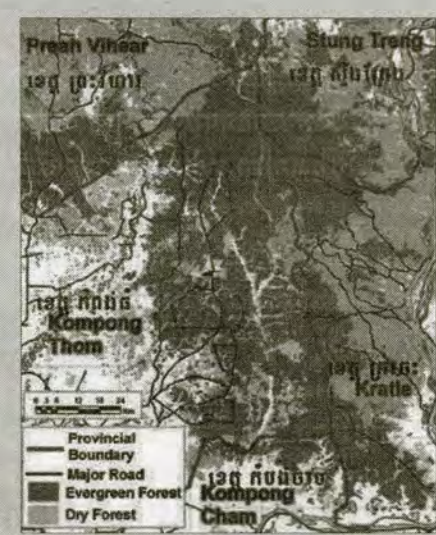 Preah Vihear
ខេត្ត ព្រះវិហារ
Stung Treng
ខេត្ត ស្ទឹងត្រែង
ខេត្ត កំពង់ធំ
Kompong
Thom
ខេត្ត ក្រចេះ
Kratie
ខេត្ត កំពង់ចាម
Kompong
Cham
Provincial
Boundary
Major Road
Evergreen Forest
Dry Forest